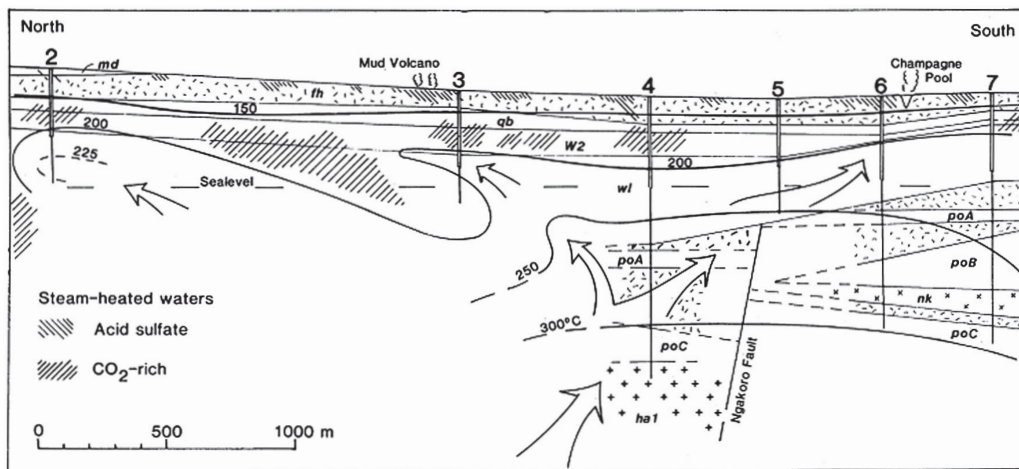 North
South
2
md
Mud Volcano
3
4
5
6
Champagne
Pool
7
fh
150
qb
200
W2
225
200
Sealevel
wl
poA
250
poA
poB
Steam-heated waters
nk
Acid sulfate
300°C
poC
poC
CO₂-rich
Ngakoro Fault
ha1
0 500 1000 m